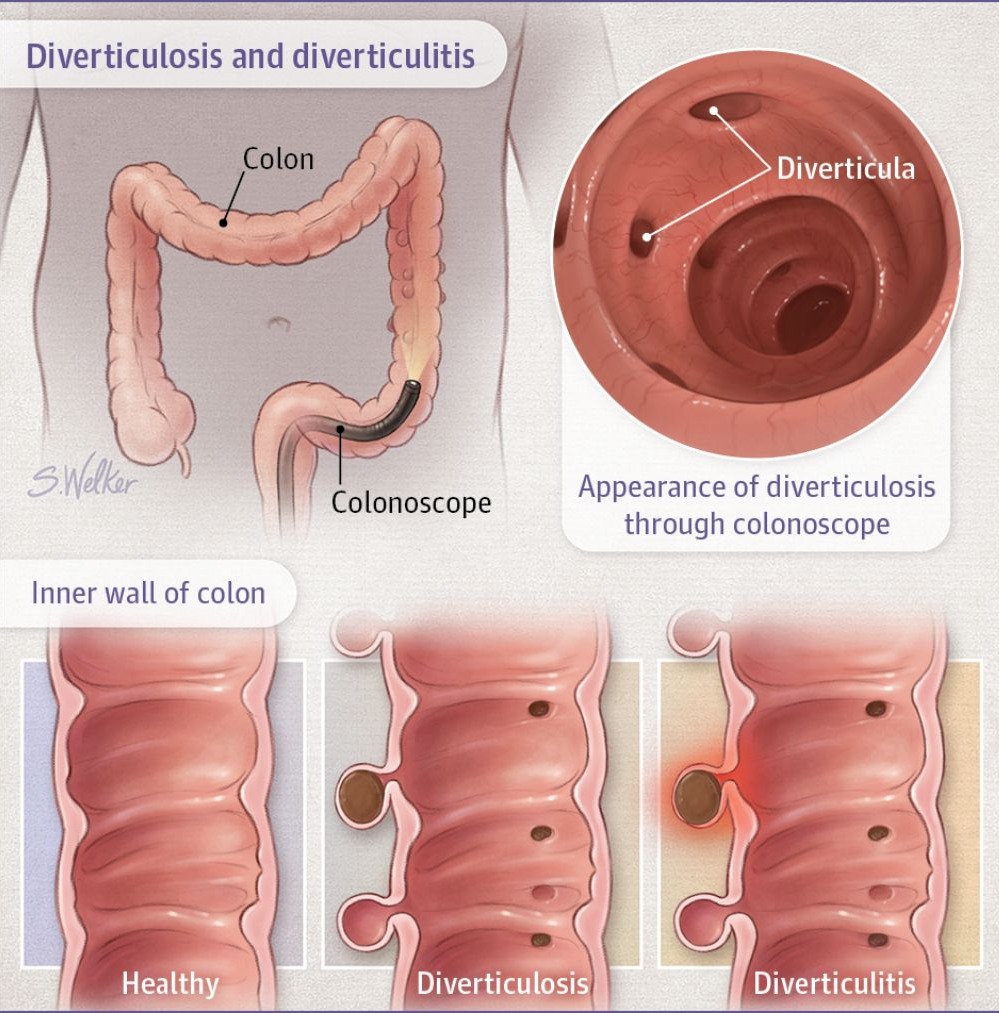 Diverticulosis and diverticulitis
Colon
Diverticula
Colonoscope
S.Welker
Appearance of diverticulosis
through colonoscope
Inner wall of colon
Healthy
Diverticulosis
Diverticulitis